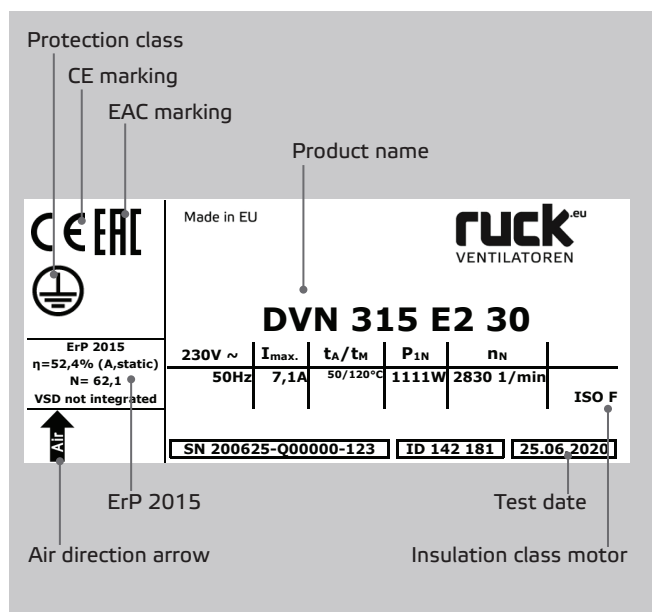 Protection class
CE marking
EAC marking
Product name
CE EAC
Made in EU
ruck.eu
VENTILATOREN
DVN 315 E2 30
ErP 2015
η=52,4% (A,static)
N= 62,1
VSD not integrated
230V ~ Imax. tA/tM P1N nN
50Hz 7,1A 50/120°C 1111W 2830 1/min
ISO F
Air
SN 200625-Q00000-123 ID 142 181 25.06.2020
ErP 2015
Test date
Air direction arrow
Insulation class motor